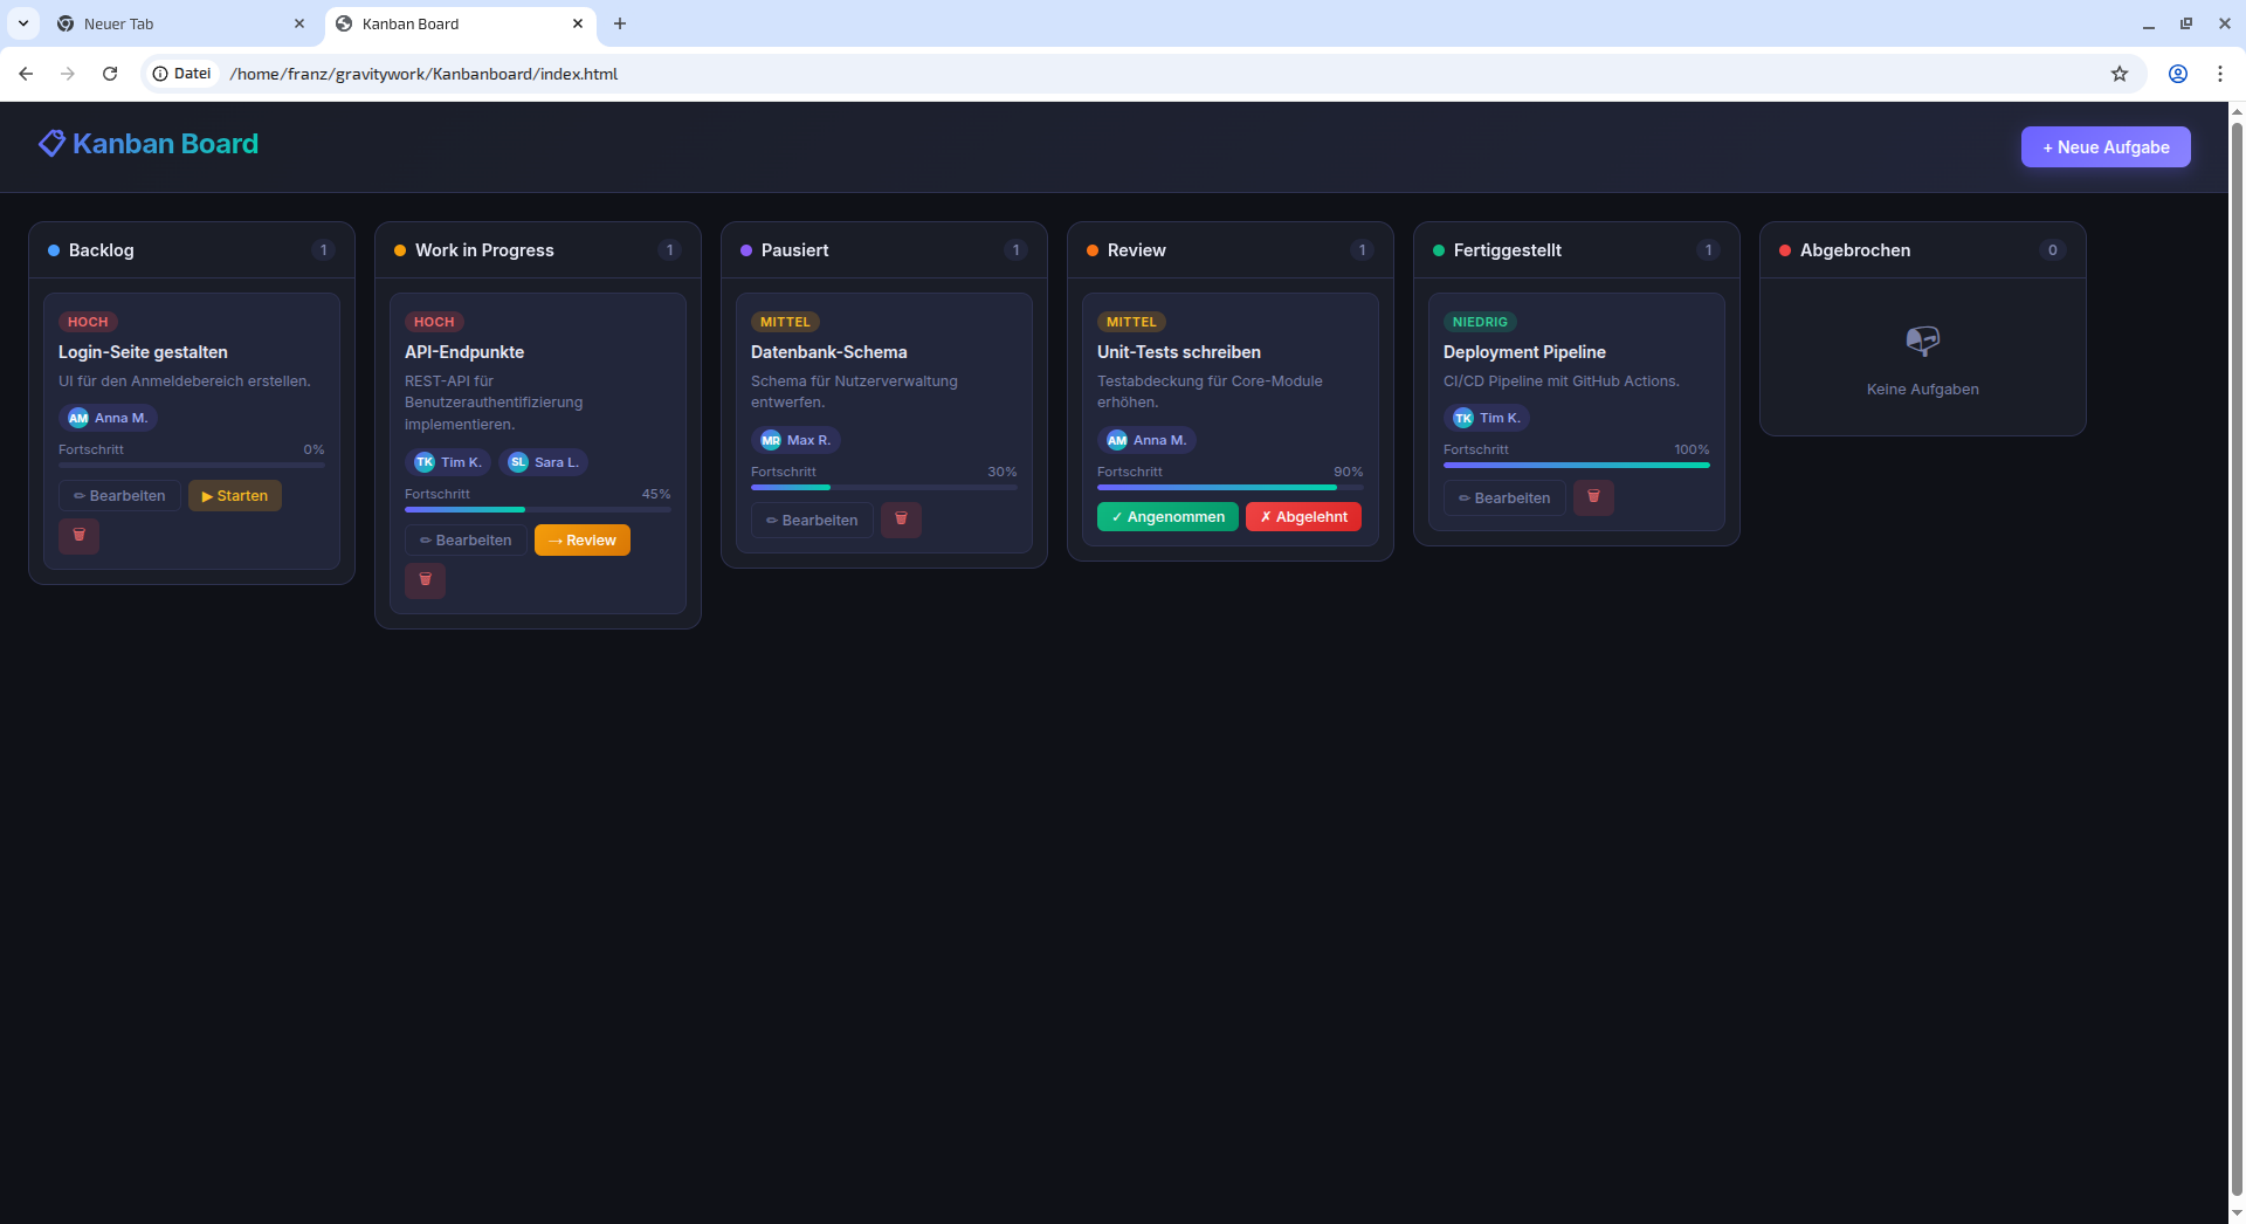 Neuer Tab
Kanban Board
Datei
/home/franz/gravitywork/Kanbanboard/index.html
Kanban Board
+ Neue Aufgabe
Backlog 1
HOCH
Login-Seite gestalten
UI für den Anmeldebereich erstellen.
AM Anna M.
Fortschritt 0%
✏ Bearbeiten
▶ Starten
Work in Progress 1
HOCH
API-Endpunkte
REST-API für
Benutzerauthentifizierung
implementieren.
TK Tim K.
SL Sara L.
Fortschritt 45%
✏ Bearbeiten
→ Review
Pausiert 1
MITTEL
Datenbank-Schema
Schema für Nutzerverwaltung
entwerfen.
MR Max R.
Fortschritt 30%
✏ Bearbeiten
Review 1
MITTEL
Unit-Tests schreiben
Testabdeckung für Core-Module
erhöhen.
AM Anna M.
Fortschritt 90%
✓ Angenommen
✗ Abgelehnt
Fertiggestellt 1
NIEDRIG
Deployment Pipeline
CI/CD Pipeline mit GitHub Actions.
TK Tim K.
Fortschritt 100%
✏ Bearbeiten
Abgebrochen 0
Keine Aufgaben